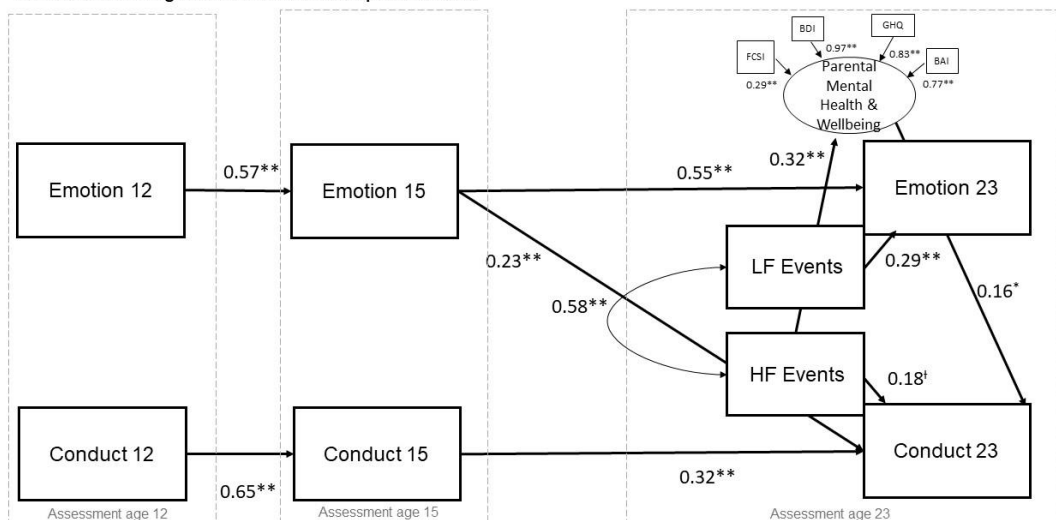 BDI
GHQ
FCSI
BAI
0.97**
0.83**
0.29**
0.77**
Parental
Mental
Health &
Wellbeing
Emotion 12
0.57**
Emotion 15
0.55**
0.32**
Emotion 23
0.23**
0.58**
LF Events
0.29**
0.16*
HF Events
0.18ƚ
Conduct 12
0.65**
Conduct 15
0.32**
Conduct 23
Assessment age 12
Assessment age 15
Assessment age 23